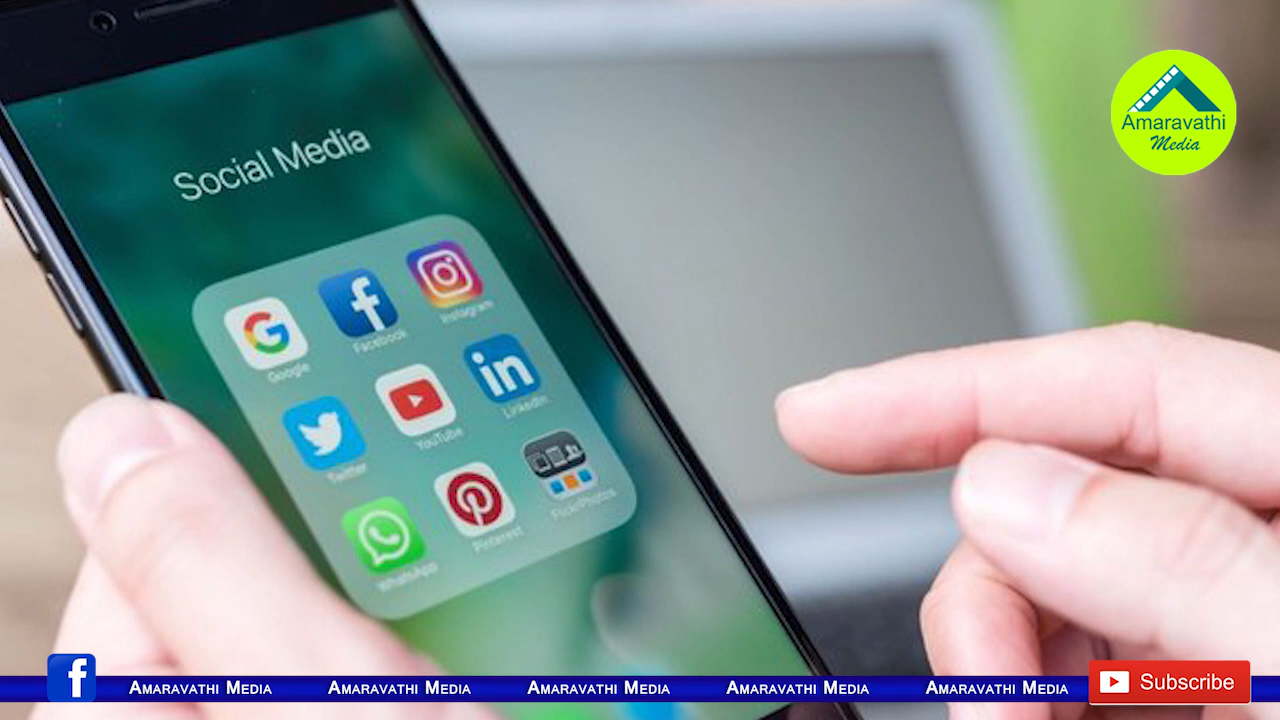 Social Media
Google
Facebook
Instagram
Twitter
YouTube
LinkedIn
WhatsApp
Pinterest
FlickrPhotos
Amaravathi
Media
AMARAVATHI MEDIA AMARAVATHI MEDIA AMARAVATHI MEDIA AMARAVATHI MEDIA AMARAVATHI MEDIA
Subscribe